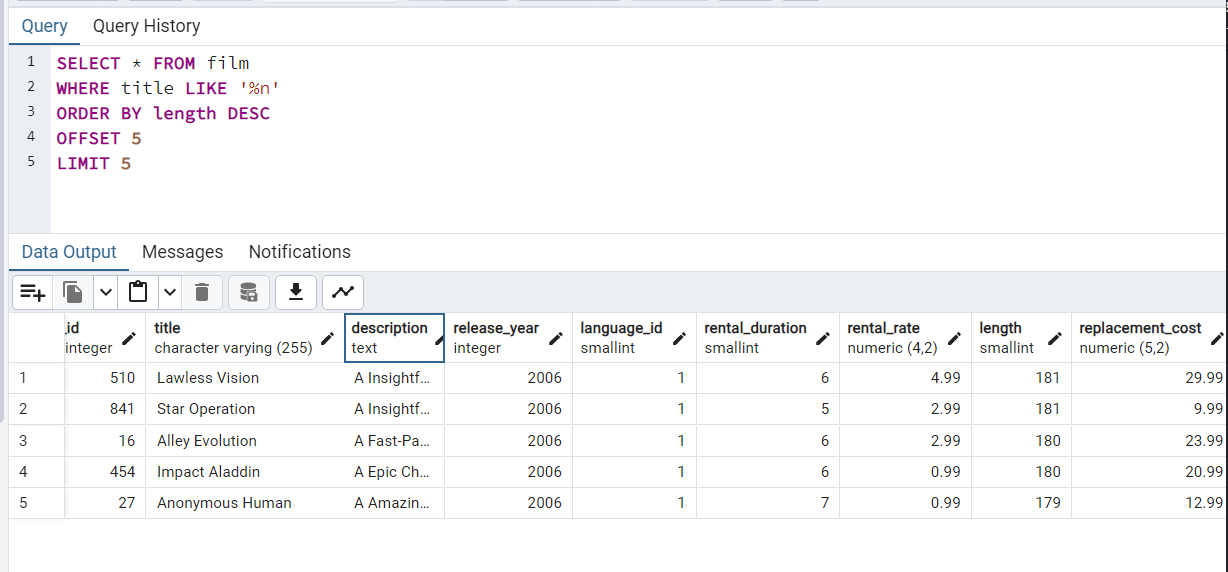 Query Query History
1 SELECT * FROM film
2 WHERE title LIKE '%n'
3 ORDER BY length DESC
4 OFFSET 5
5 LIMIT 5
Data Output Messages Notifications
_id title description release_year language_id rental_duration rental_rate length replacement_cost
integer character varying (255) text integer smallint smallint numeric (4,2) smallint numeric (5,2)
1 510 Lawless Vision A Insightf... 2006 1 6 4.99 181 29.99
2 841 Star Operation A Insightf... 2006 1 5 2.99 181 9.99
3 16 Alley Evolution A Fast-Pa... 2006 1 6 2.99 180 23.99
4 454 Impact Aladdin A Epic Ch... 2006 1 6 0.99 180 20.99
5 27 Anonymous Human A Amazin... 2006 1 7 0.99 179 12.99